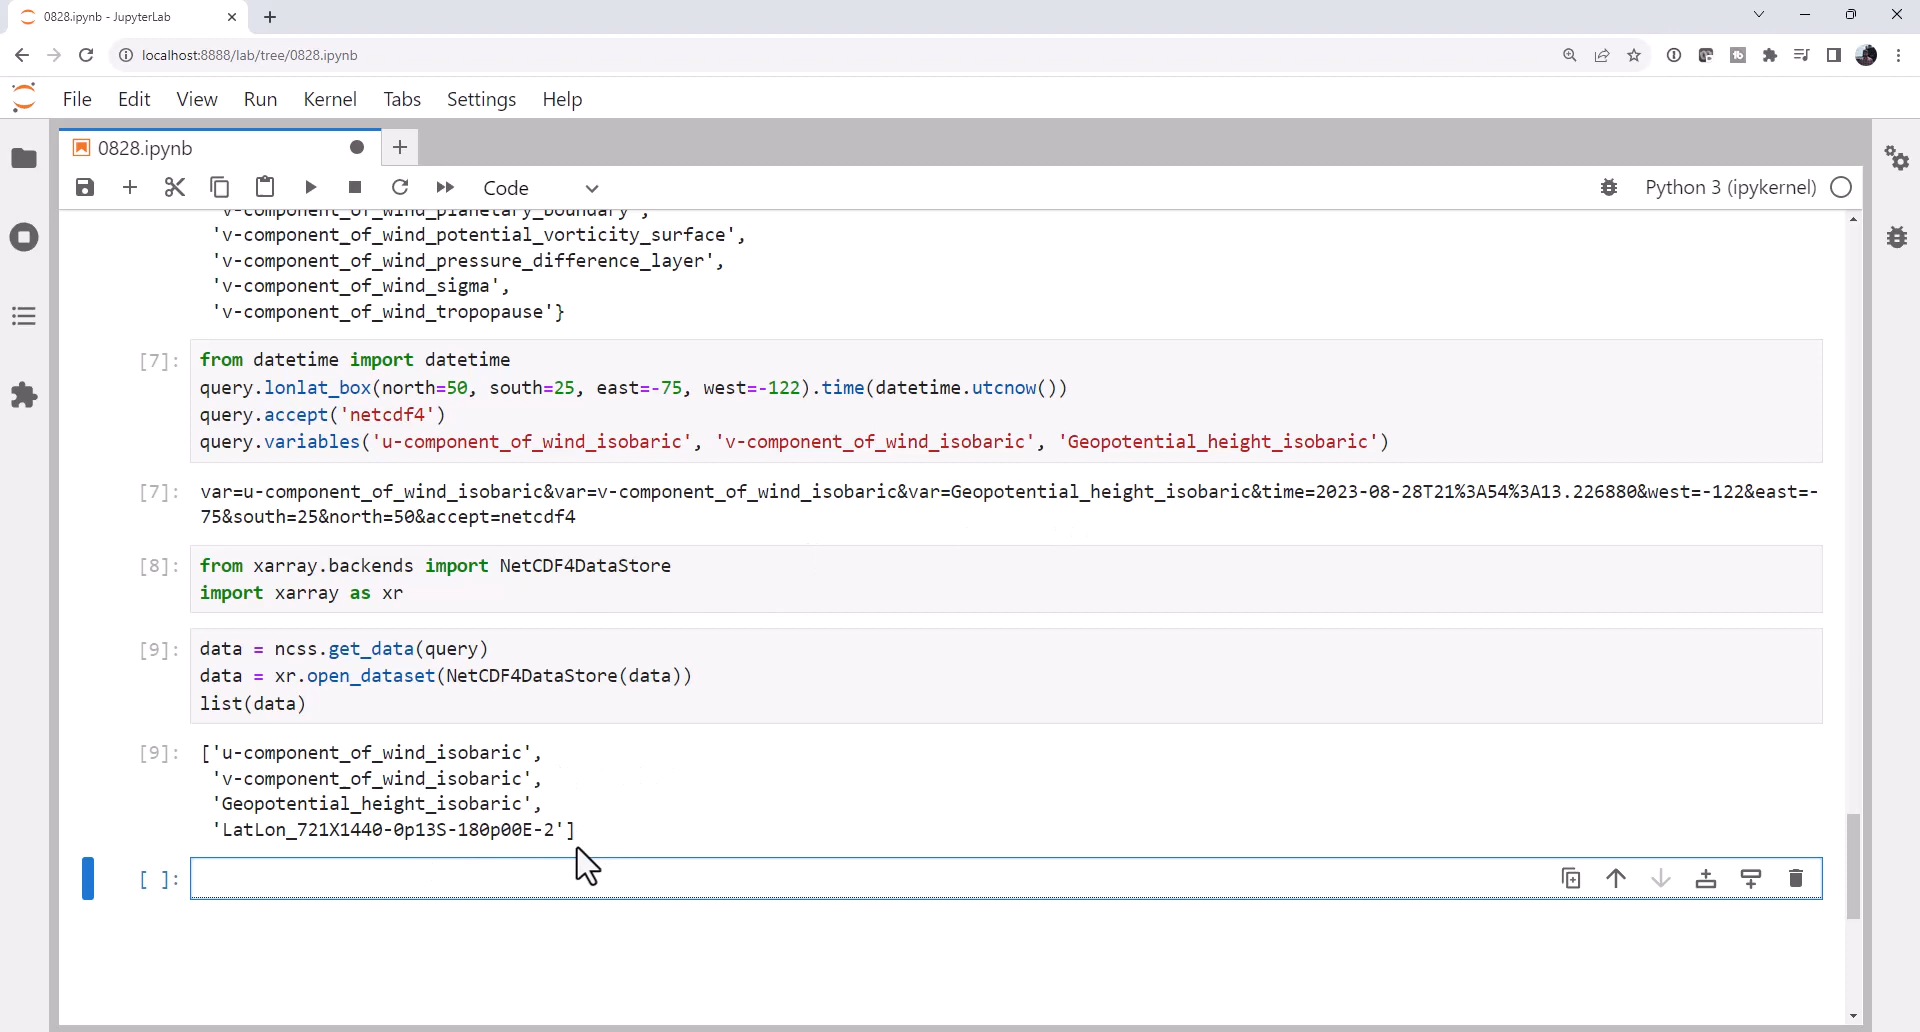 0828.ipynb - JupyterLab
localhost:8888/lab/tree/0828.ipynb
File Edit View Run Kernel Tabs Settings Help
0828.ipynb
Code Python 3 (ipykernel)
'v-component_of_wind_planetary_boundary',
'v-component_of_wind_potential_vorticity_surface',
'v-component_of_wind_pressure_difference_layer',
'v-component_of_wind_sigma',
'v-component_of_wind_tropopause'}
[7]: from datetime import datetime
query.lonlat_box(north=50, south=25, east=-75, west=-122).time(datetime.utcnow())
query.accept('netcdf4')
query.variables('u-component_of_wind_isobaric', 'v-component_of_wind_isobaric', 'Geopotential_height_isobaric')
[7]: var=u-component_of_wind_isobaric&var=v-component_of_wind_isobaric&var=Geopotential_height_isobaric&time=2023-08-28T21%3A54%3A13.226880&west=-122&east=-
75&south=25&north=50&accept=netcdf4
[8]: from xarray.backends import NetCDF4DataStore
import xarray as xr
[9]: data = ncss.get_data(query)
data = xr.open_dataset(NetCDF4DataStore(data))
list(data)
[9]: ['u-component_of_wind_isobaric',
'v-component_of_wind_isobaric',
'Geopotential_height_isobaric',
'LatLon_721X1440-0p13S-180p00E-2']
[ ]: